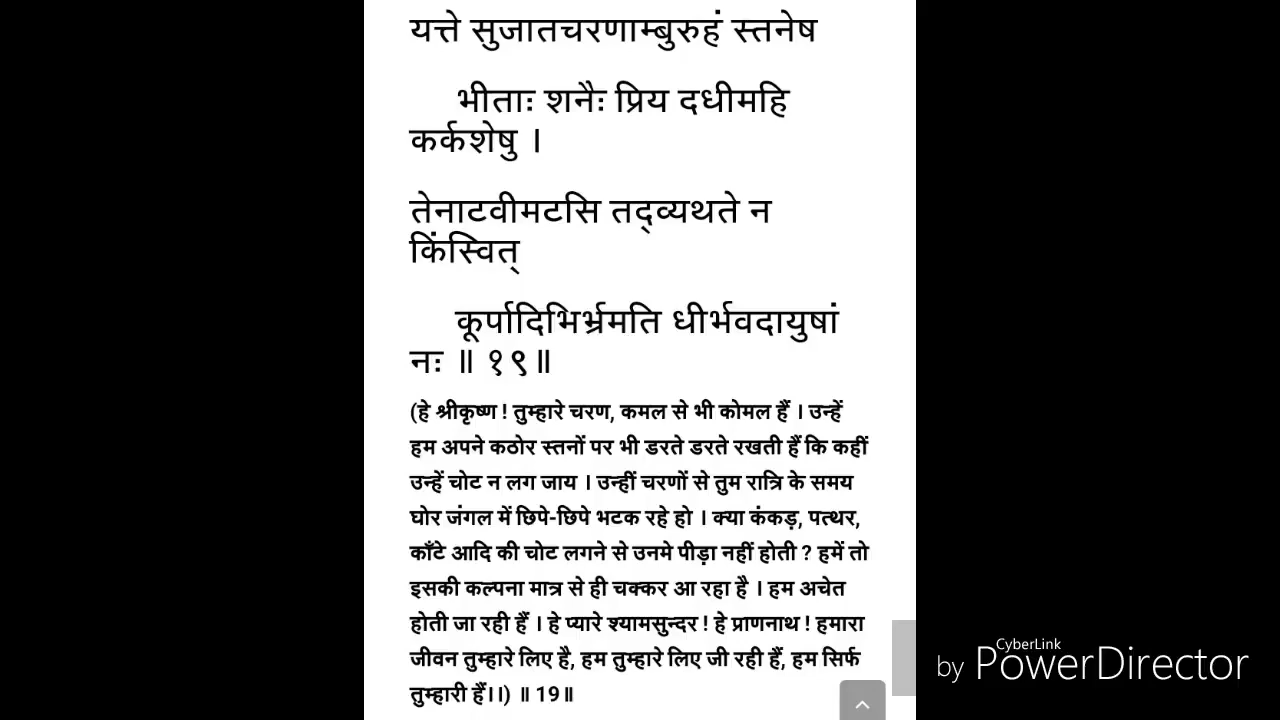 यत्ते सुजातचरणाम्बुरुहं स्तनेष
भीताः शनैः प्रिय दधीमहि
कर्कशेषु ।
तेनाटवीमटसि तद्व्यथते न
किंस्वित्
कूर्पादिभिर्भ्रमति धीर्भवदायुषां
नः ॥ १९॥
(हे श्रीकृष्ण ! तुम्हारे चरण, कमल से भी कोमल हैं । उन्हें
हम अपने कठोर स्तनों पर भी डरते डरते रखती हैं कि कहीं
उन्हें चोट न लग जाय । उन्हीं चरणों से तुम रात्रि के समय
घोर जंगल में छिपे-छिपे भटक रहे हो । क्या कंकड़, पत्थर,
काँटे आदि की चोट लगने से उनमे पीड़ा नहीं होती ? हमें तो
इसकी कल्पना मात्र से ही चक्कर आ रहा है । हम अचेत
होती जा रही हैं । हे प्यारे श्यामसुन्दर ! हे प्राणनाथ ! हमारा
जीवन तुम्हारे लिए है, हम तुम्हारे लिए जी रही हैं, हम सिर्फ
तुम्हारी हैं।।) ॥ 19॥
CyberLink
by PowerDirector